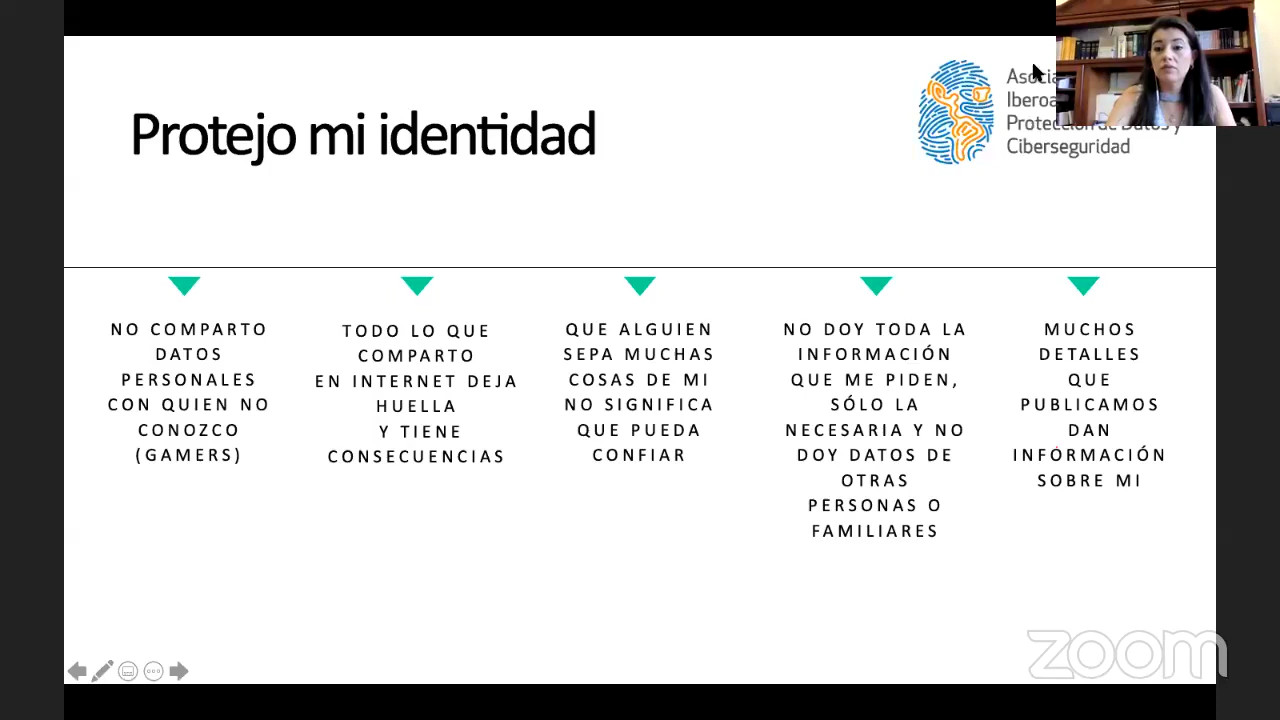 Protejo mi identidad
Protección de Datos y
Ciberseguridad
NO COMPARTO
DATOS
PERSONALES
CON QUIEN NO
CONOZCO
(GAMERS)
TODO LO QUE
COMPARTO
EN INTERNET DEJA
HUELLA
Y TIENE
CONSECUENCIAS
QUE ALGUIEN
SEPA MUCHAS
COSAS DE MI
NO SIGNIFICA
QUE PUEDA
CONFIAR
NO DOY TODA LA
INFORMACIÓN
QUE ME PIDEN,
SÓLO LA
NECESARIA Y NO
DOY DATOS DE
OTRAS
PERSONAS O
FAMILIARES
MUCHOS
DETALLES
QUE
PUBLICAMOS
DAN
INFORMACIÓN
SOBRE MI
zoom